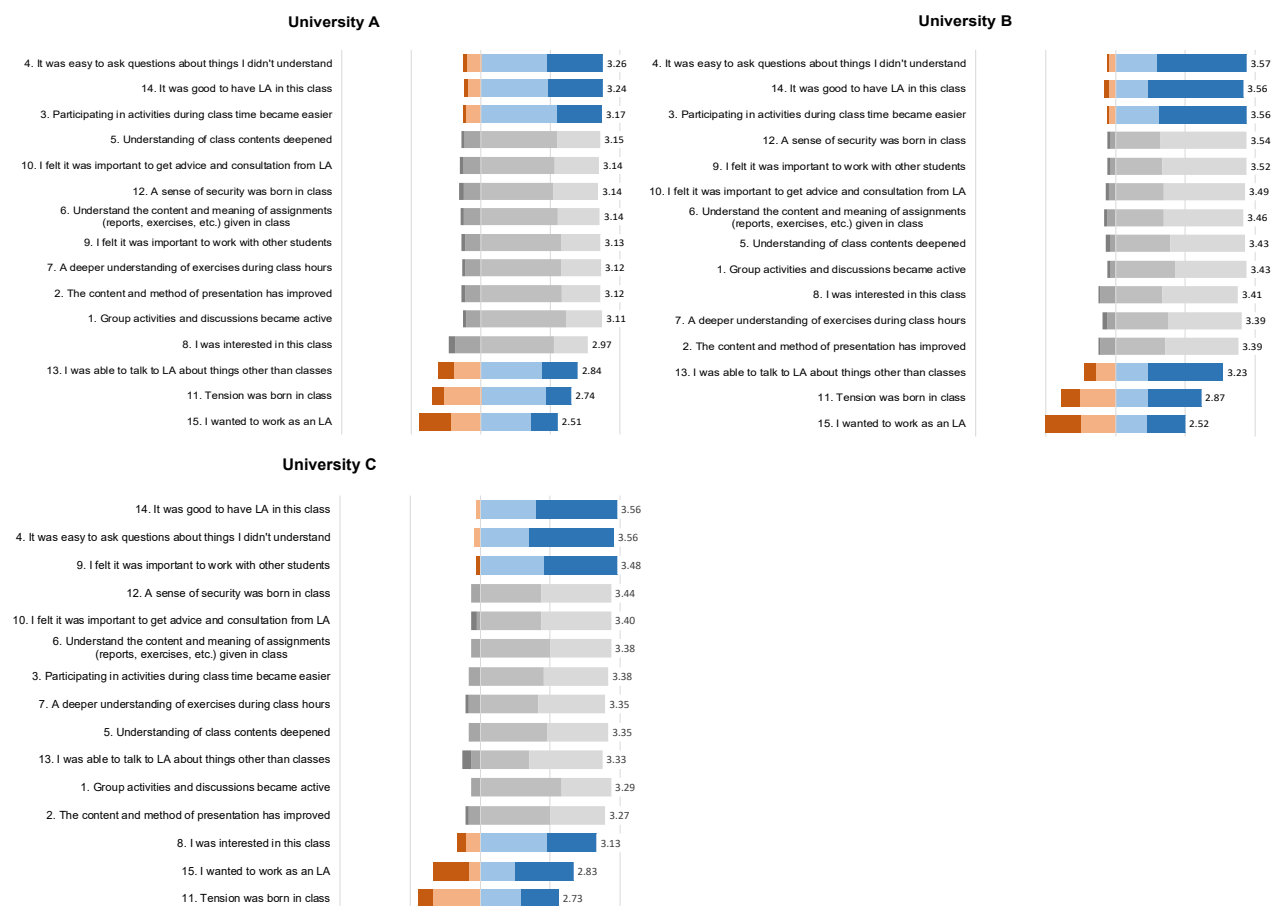 University A
4. It was easy to ask questions about things I didn't understand 3.26
14. It was good to have LA in this class 3.24
3. Participating in activities during class time became easier 3.17
5. Understanding of class contents deepened 3.15
10. I felt it was important to get advice and consultation from LA 3.14
12. A sense of security was born in class 3.14
6. Understand the content and meaning of assignments
(reports, exercises, etc.) given in class 3.14
9. I felt it was important to work with other students 3.13
7. A deeper understanding of exercises during class hours 3.12
2. The content and method of presentation has improved 3.12
1. Group activities and discussions became active 3.11
8. I was interested in this class 2.97
13. I was able to talk to LA about things other than classes 2.84
11. Tension was born in class 2.74
15. I wanted to work as an LA 2.51
University B
4. It was easy to ask questions about things I didn't understand 3.57
14. It was good to have LA in this class 3.56
3. Participating in activities during class time became easier 3.56
12. A sense of security was born in class 3.54
9. I felt it was important to work with other students 3.52
10. I felt it was important to get advice and consultation from LA 3.49
6. Understand the content and meaning of assignments
(reports, exercises, etc.) given in class 3.46
5. Understanding of class contents deepened 3.43
1. Group activities and discussions became active 3.43
8. I was interested in this class 3.41
7. A deeper understanding of exercises during class hours 3.39
2. The content and method of presentation has improved 3.39
13. I was able to talk to LA about things other than classes 3.23
11. Tension was born in class 2.87
15. I wanted to work as an LA 2.52
University C
14. It was good to have LA in this class 3.56
4. It was easy to ask questions about things I didn't understand 3.56
9. I felt it was important to work with other students 3.48
12. A sense of security was born in class 3.44
10. I felt it was important to get advice and consultation from LA 3.40
6. Understand the content and meaning of assignments
(reports, exercises, etc.) given in class 3.38
3. Participating in activities during class time became easier 3.38
7. A deeper understanding of exercises during class hours 3.35
5. Understanding of class contents deepened 3.35
13. I was able to talk to LA about things other than classes 3.33
1. Group activities and discussions became active 3.29
2. The content and method of presentation has improved 3.27
8. I was interested in this class 3.13
15. I wanted to work as an LA 2.83
11. Tension was born in class 2.73